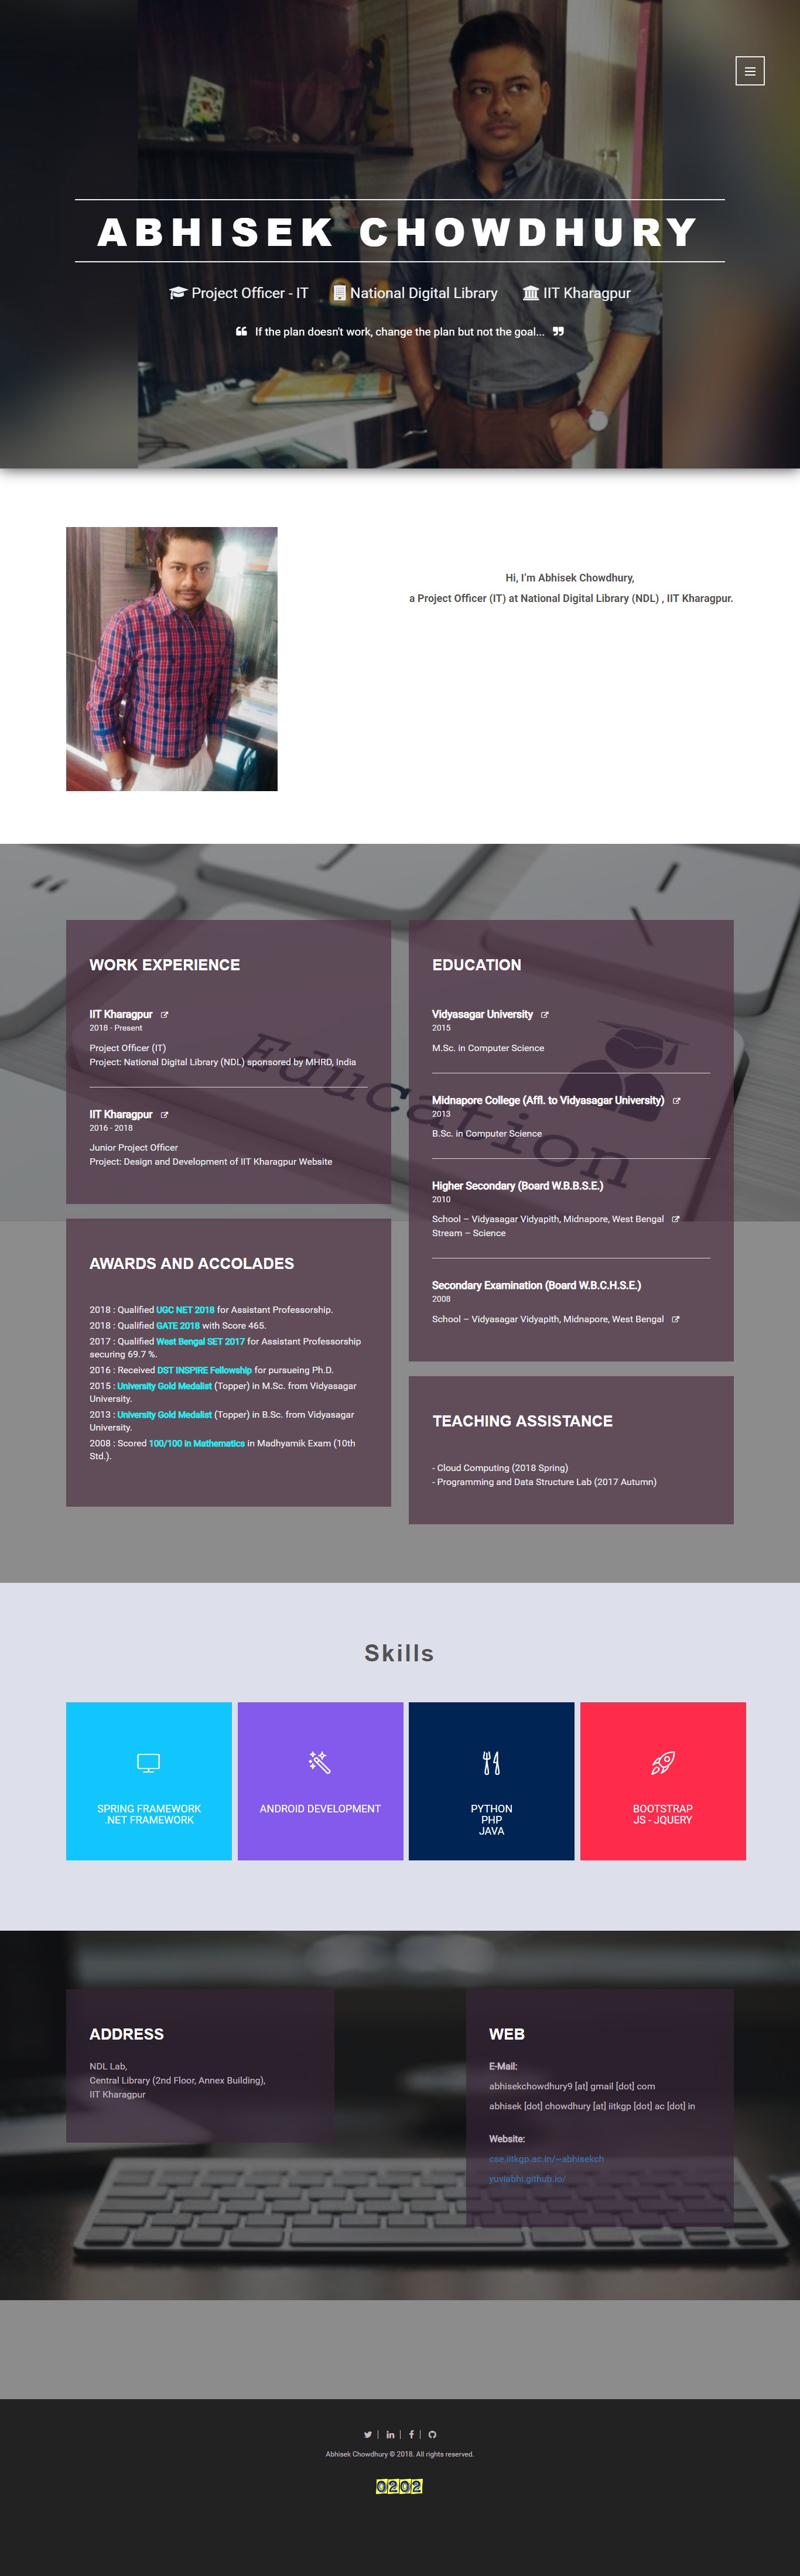 ABHISEK CHOWDHURY
Project Officer - IT National Digital Library IIT Kharagpur
❝ If the plan doesn't work, change the plan but not the goal... ❞
Hi, I'm Abhisek Chowdhury,
a Project Officer (IT) at National Digital Library (NDL) , IIT Kharagpur.
WORK EXPERIENCE
IIT Kharagpur
2018 - Present
Project Officer (IT)
Project: National Digital Library (NDL) sponsored by MHRD, India
IIT Kharagpur
2016 - 2018
Junior Project Officer
Project: Design and Development of IIT Kharagpur Website
AWARDS AND ACCOLADES
2018 : Qualified UGC NET 2018 for Assistant Professorship.
2018 : Qualified GATE 2018 with Score 465.
2017 : Qualified West Bengal SET 2017 for Assistant Professorship
securing 69.7 %.
2016 : Received DST INSPIRE Fellowship for pursueing Ph.D.
2015 : University Gold Medalist (Topper) in M.Sc. from Vidyasagar
University.
2013 : University Gold Medalist (Topper) in B.Sc. from Vidyasagar
University.
2008 : Scored 100/100 in Mathematics in Madhyamik Exam (10th
Std.).
EDUCATION
Vidyasagar University
2015
M.Sc. in Computer Science
Midnapore College (Affl. to Vidyasagar University)
2013
B.Sc. in Computer Science
Higher Secondary (Board W.B.B.S.E.)
2010
School – Vidyasagar Vidyapith, Midnapore, West Bengal
Stream – Science
Secondary Examination (Board W.B.C.H.S.E.)
2008
School – Vidyasagar Vidyapith, Midnapore, West Bengal
TEACHING ASSISTANCE
- Cloud Computing (2018 Spring)
- Programming and Data Structure Lab (2017 Autumn)
Education
Skills
SPRING FRAMEWORK
.NET FRAMEWORK
ANDROID DEVELOPMENT
PYTHON
PHP
JAVA
BOOTSTRAP
JS - JQUERY
ADDRESS
NDL Lab,
Central Library (2nd Floor, Annex Building),
IIT Kharagpur
WEB
E-Mail:
abhisekchowdhury9 [at] gmail [dot] com
abhisek [dot] chowdhury [at] iitkgp [dot] ac [dot] in
Website:
cse.iitkgp.ac.in/~abhisekch
yuviabhi.github.io/
Abhisek Chowdhury © 2018. All rights reserved.
0202